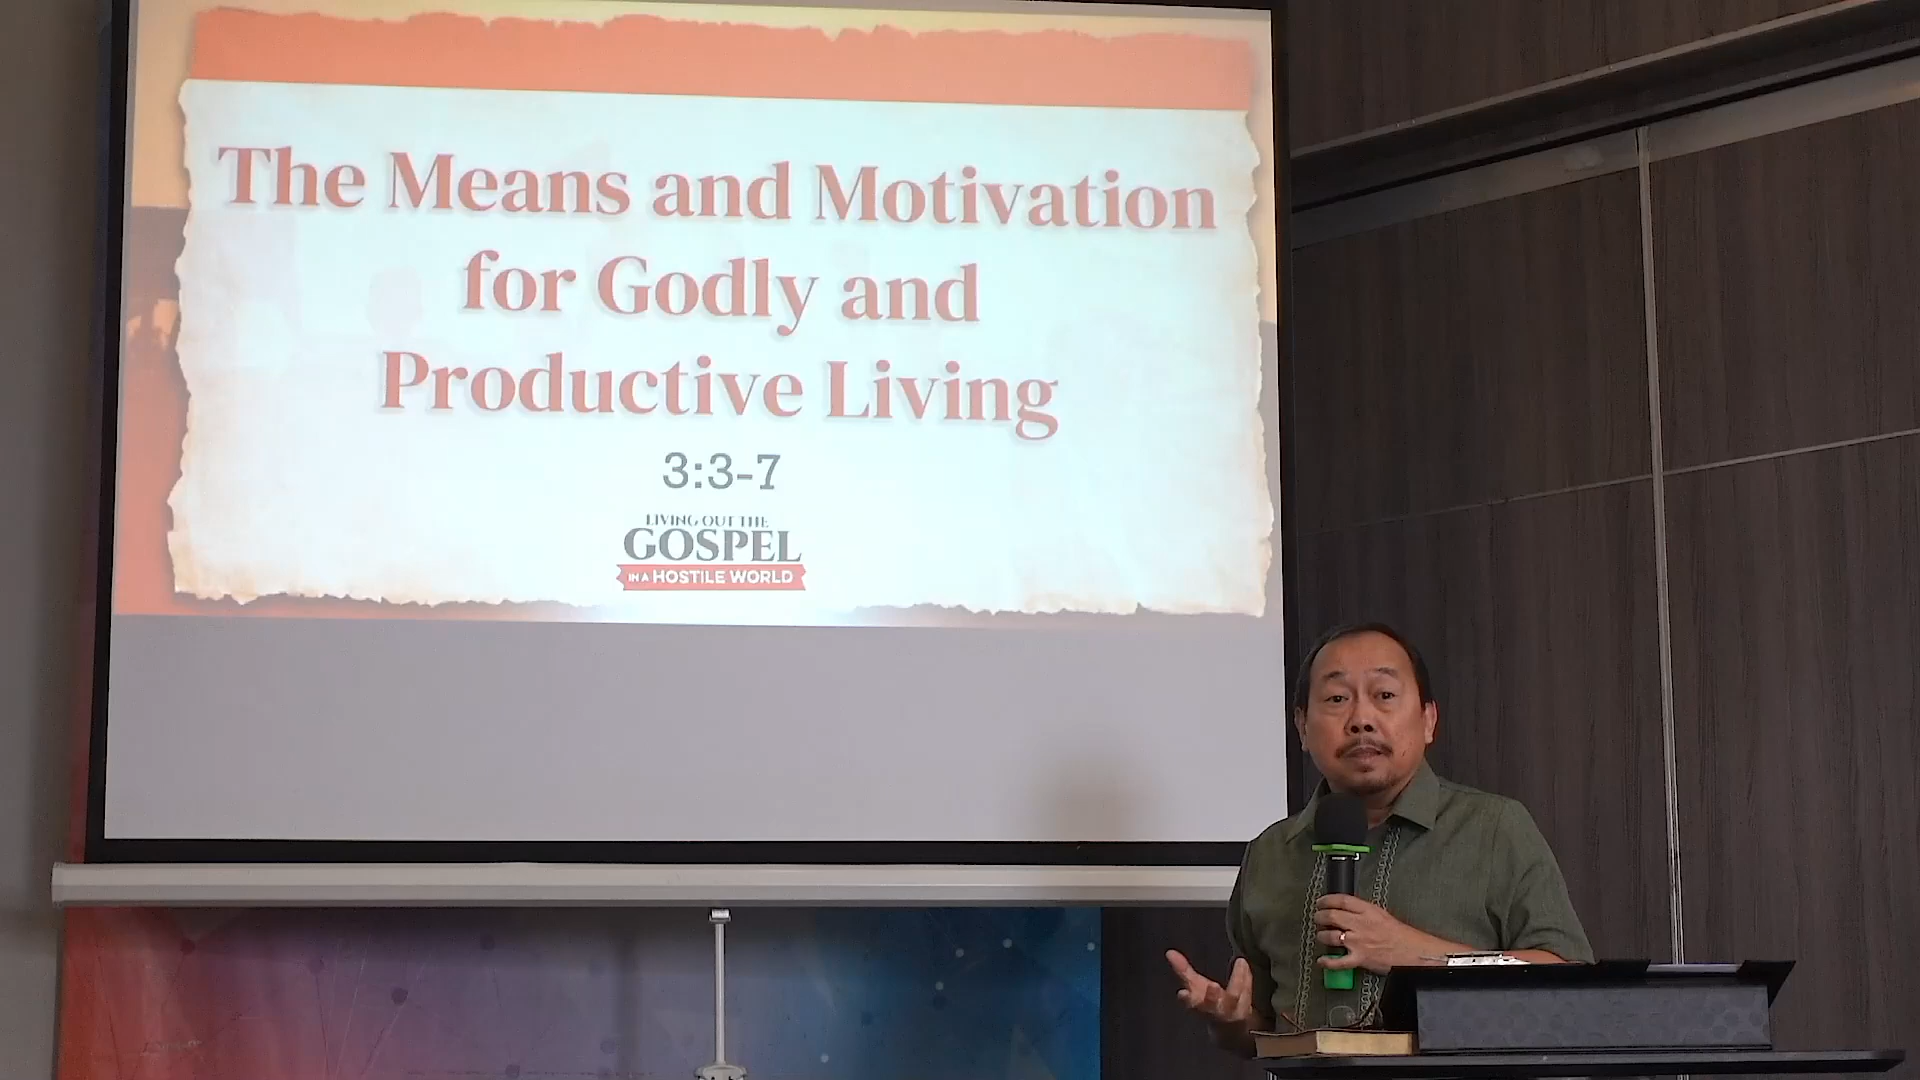 The Means and Motivation
for Godly and
Productive Living
3:3-7
LIVING OUT THE
GOSPEL
IN A HOSTILE WORLD